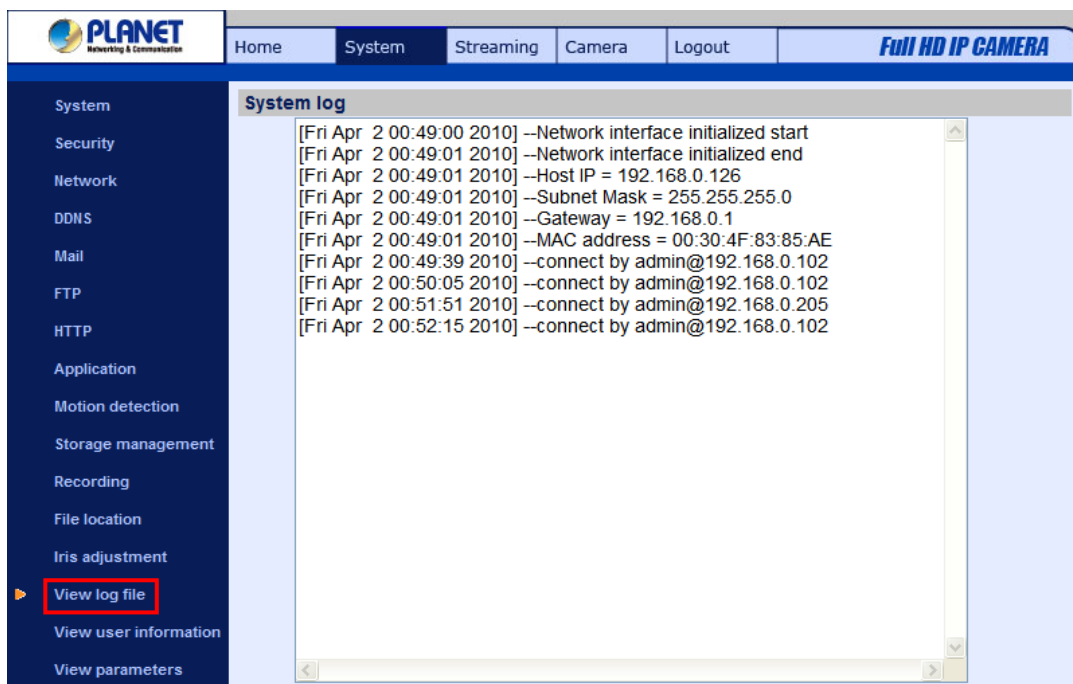 PLANET
Networking & Communication
Home System Streaming Camera Logout Full HD IP CAMERA
System
Security
Network
DDNS
Mail
FTP
HTTP
Application
Motion detection
Storage management
Recording
File location
Iris adjustment
View log file
View user information
View parameters
System log
[Fri Apr  2 00:49:00 2010] --Network interface initialized start
[Fri Apr  2 00:49:01 2010] --Network interface initialized end
[Fri Apr  2 00:49:01 2010] --Host IP = 192.168.0.126
[Fri Apr  2 00:49:01 2010] --Subnet Mask = 255.255.255.0
[Fri Apr  2 00:49:01 2010] --Gateway = 192.168.0.1
[Fri Apr  2 00:49:01 2010] --MAC address = 00:30:4F:83:85:AE
[Fri Apr  2 00:49:39 2010] --connect by admin@192.168.0.102
[Fri Apr  2 00:50:05 2010] --connect by admin@192.168.0.102
[Fri Apr  2 00:51:51 2010] --connect by admin@192.168.0.205
[Fri Apr  2 00:52:15 2010] --connect by admin@192.168.0.102